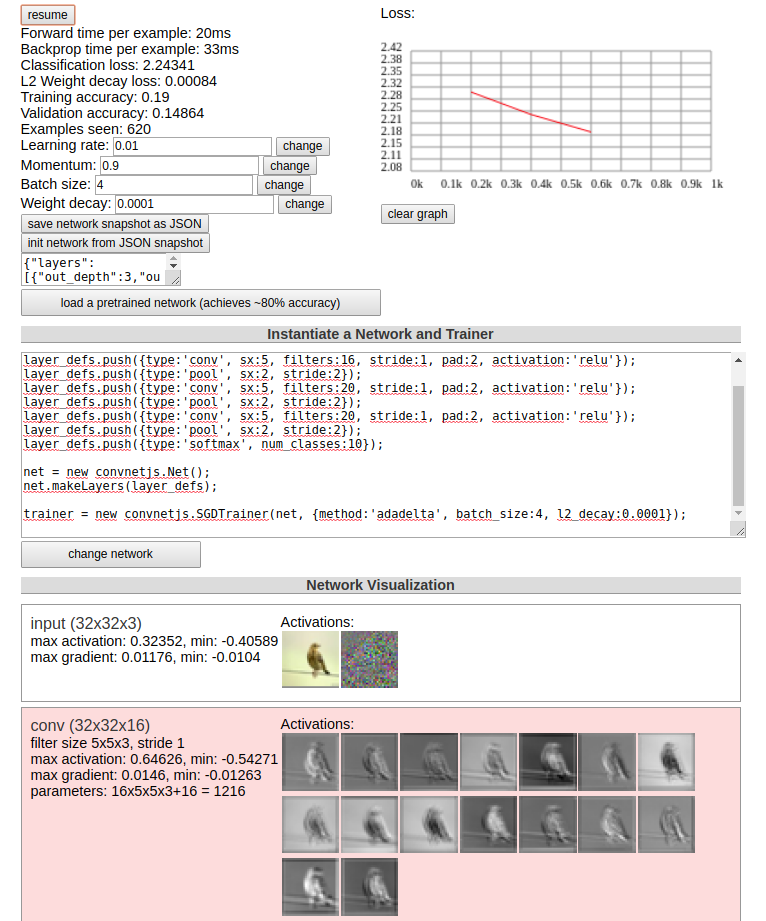 resume
Forward time per example: 20ms
Backprop time per example: 33ms
Classification loss: 2.24341
L2 Weight decay loss: 0.00084
Training accuracy: 0.19
Validation accuracy: 0.14864
Examples seen: 620
Learning rate: 0.01 change
Momentum: 0.9 change
Batch size: 4 change
Weight decay: 0.0001 change
save network snapshot as JSON
init network from JSON snapshot
{"layers":
[{"out_depth":3,"ou
load a pretrained network (achieves ~80% accuracy)
Loss:
2.42
2.38
2.35
2.32
2.28
2.25
2.21
2.18
2.15
2.11
2.08
0k 0.1k 0.2k 0.3k 0.4k 0.5k 0.6k 0.7k 0.8k 0.9k 1k
clear graph
Instantiate a Network and Trainer
layer_defs.push({type:'conv', sx:5, filters:16, stride:1, pad:2, activation:'relu'});
layer_defs.push({type:'pool', sx:2, stride:2});
layer_defs.push({type:'conv', sx:5, filters:20, stride:1, pad:2, activation:'relu'});
layer_defs.push({type:'pool', sx:2, stride:2});
layer_defs.push({type:'conv', sx:5, filters:20, stride:1, pad:2, activation:'relu'});
layer_defs.push({type:'pool', sx:2, stride:2});
layer_defs.push({type:'softmax', num_classes:10});
net = new convnetjs.Net();
net.makeLayers(layer_defs);
trainer = new convnetjs.SGDTrainer(net, {method:'adadelta', batch_size:4, l2_decay:0.0001});
change network
Network Visualization
input (32x32x3)
max activation: 0.32352, min: -0.40589
max gradient: 0.01176, min: -0.0104
Activations:
conv (32x32x16)
filter size 5x5x3, stride 1
max activation: 0.64626, min: -0.54271
max gradient: 0.0146, min: -0.01263
parameters: 16x5x5x3+16 = 1216
Activations: